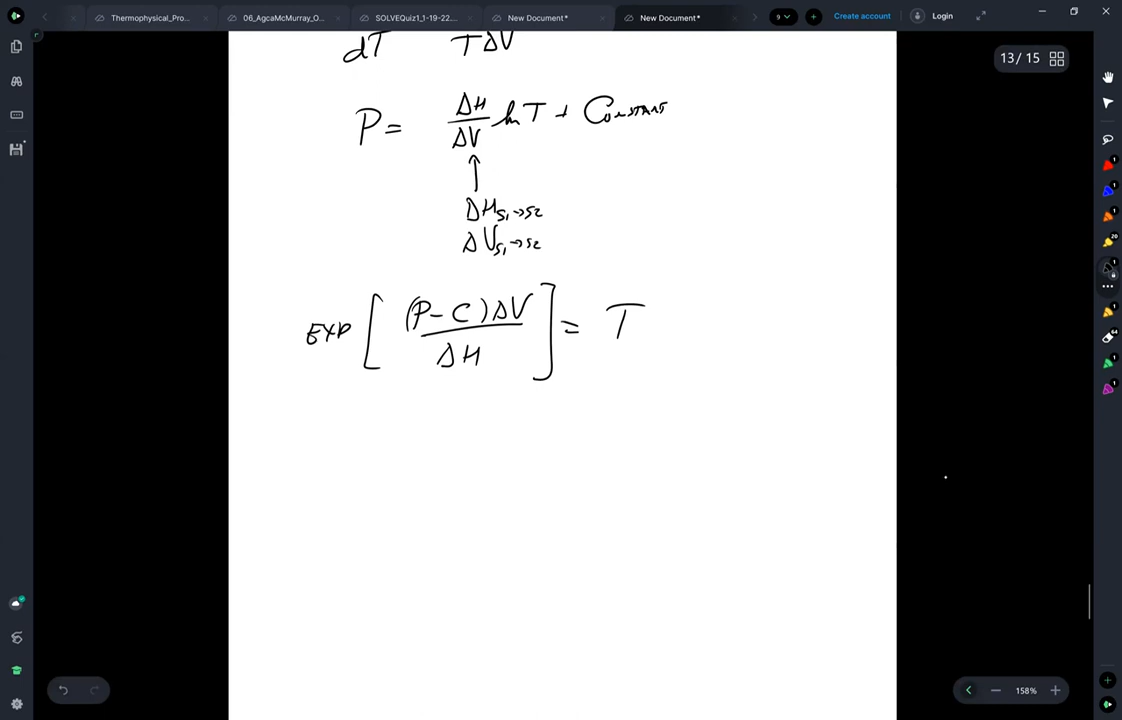 Thermophysical_Pro...
06_AgcaMcMurray_O...
SOLVEQuiz1_1-19-22....
New Document*
New Document*
9
Create account
Login
13/ 15
dT TΔV
P = ΔH/ΔV ln T + Constant
ΔH S1→S2
ΔV S1→S2
EXP [ (P - C) ΔV / ΔH ] = T
158%